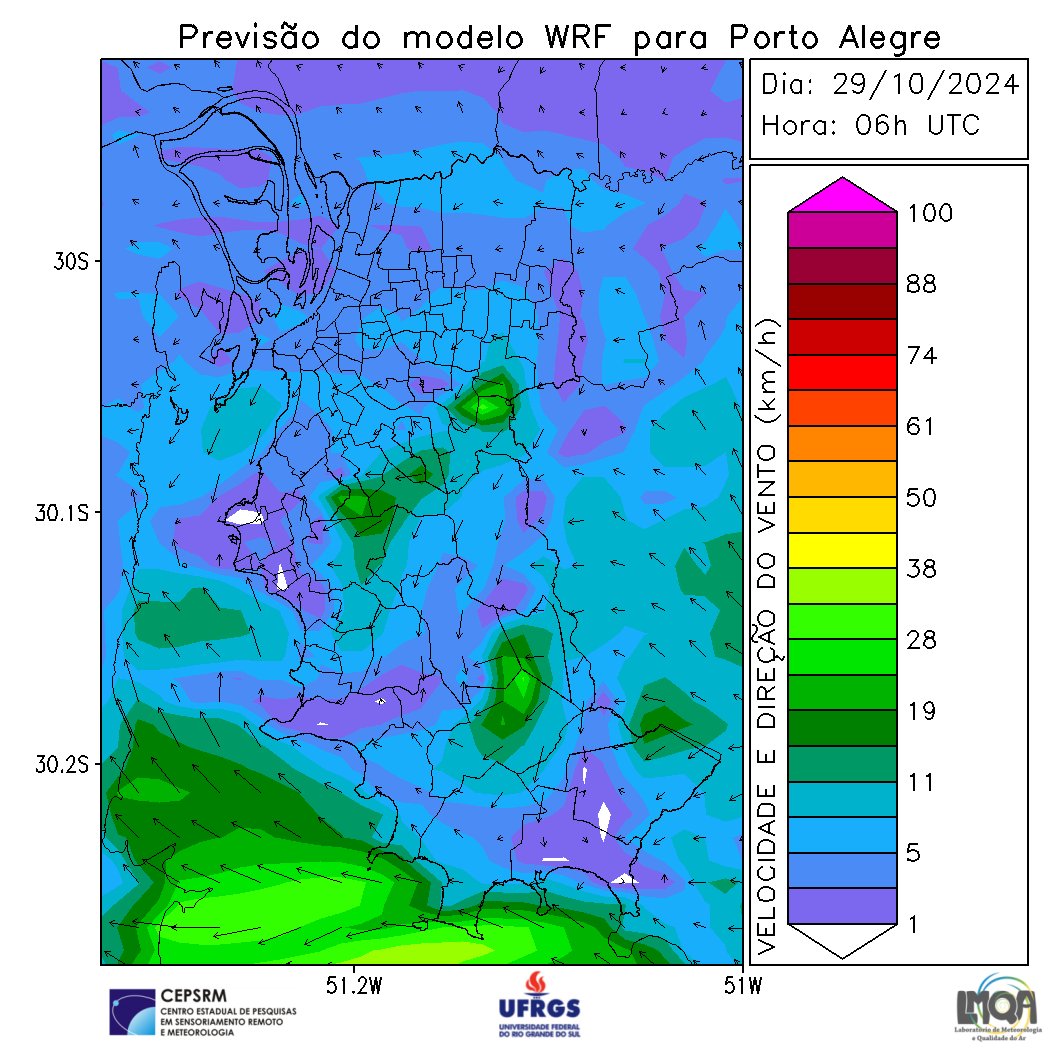 Previsão do modelo WRF para Porto Alegre
Dia: 29/10/2024
Hora: 06h UTC
30S
30.1S
30.2S
51.2W
51W
VELOCIDADE E DIREÇÃO DO VENTO (km/h)
100
88
74
61
50
38
28
19
11
5
1
CEPSRM
CENTRO ESTADUAL DE PESQUISAS
EM SENSORIAMENTO REMOTO
E METEOROLOGIA
UFRGS
UNIVERSIDADE FEDERAL
DO RIO GRANDE DO SUL
LMQA
Laboratório de Meteorologia
e Qualidade do Ar